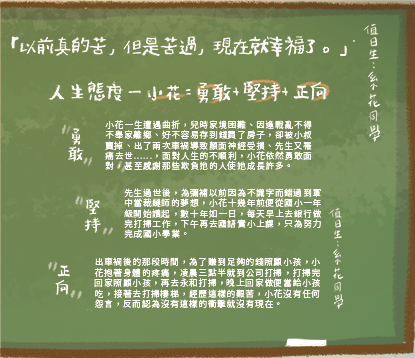 「以前真的苦，但是苦過，現在就幸福了。」
值日生：系花同學
人生態度－小花＝勇敢＋堅持＋正向
勇敢
小花一生遭遇曲折，兒時家境困難、因逢戰亂不得
不舉家離鄉、好不容易存到錢買了房子，卻被小叔
賣掉、出了兩次車禍導致顏面神經受損、先生又罹
癌去世……，面對人生的不順利，小花依然勇敢面
對，甚至感謝那些欺負她的人使她成長許多。
堅持
先生過世後，為彌補以前因為不識字而錯過到軍
中當裁縫師的夢想，小花十幾年前便從國小一年
級開始讀起，數十年如一日，每天早上去銀行做
完打掃工作，下午再去國語實小上課，只為努力
完成國小學業。
值日生：系花同學
正向
出車禍後的那段時間，為了賺到足夠的錢照顧小孩，小
花抱著身體的疼痛，凌晨三點半就到公司打掃，打掃完
回家照顧小孩，再去永和打掃，晚上回家做便當給小孩
吃，接著去打掃樓梯，經歷這樣的艱苦，小花沒有任何
怨言，反而認為沒有這樣的衝擊就沒有現在。